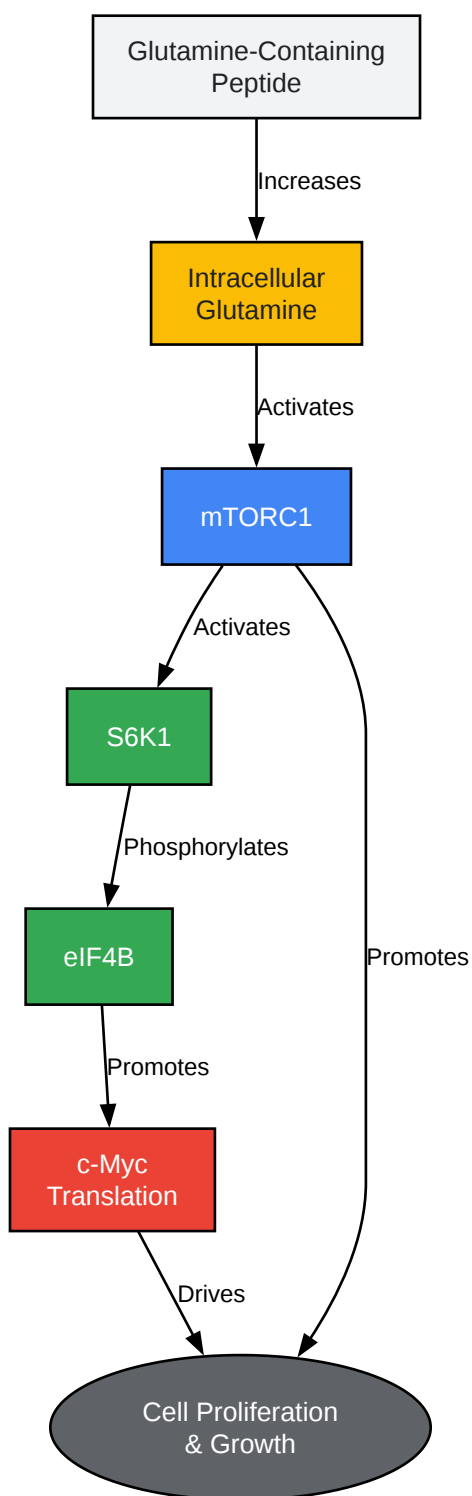 Glutamine-Containing
Peptide
Increases
Intracellular
Glutamine
Activates
mTORC1
Activates
S6K1
Phosphorylates
eIF4B
Promotes
Promotes
c-Myc
Translation
Drives
Cell Proliferation
& Growth